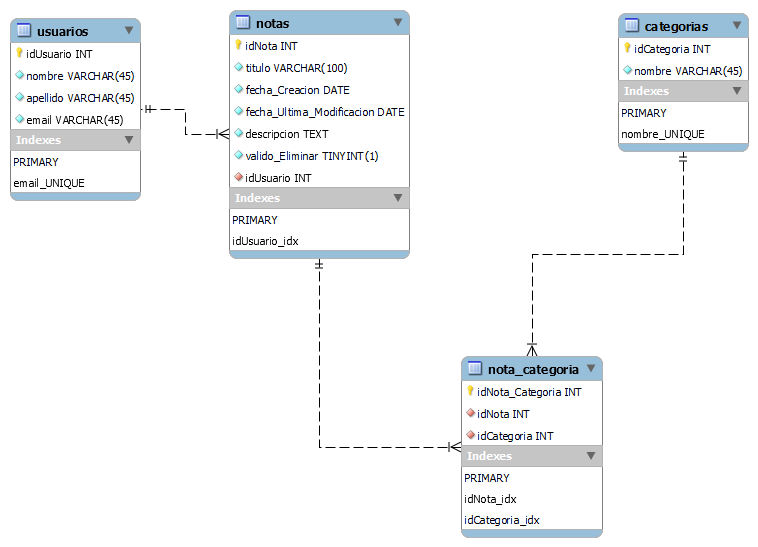 usuarios
idUsuario INT
nombre VARCHAR(45)
apellido VARCHAR(45)
email VARCHAR(45)
Indexes
PRIMARY
email_UNIQUE
notas
idNota INT
titulo VARCHAR(100)
fecha_Creacion DATE
fecha_Ultima_Modificacion DATE
descripcion TEXT
valido_Eliminar TINYINT(1)
idUsuario INT
Indexes
PRIMARY
idUsuario_idx
categorias
idCategoria INT
nombre VARCHAR(45)
Indexes
PRIMARY
nombre_UNIQUE
nota_categoria
idNota_Categoria INT
idNota INT
idCategoria INT
Indexes
PRIMARY
idNota_idx
idCategoria_idx